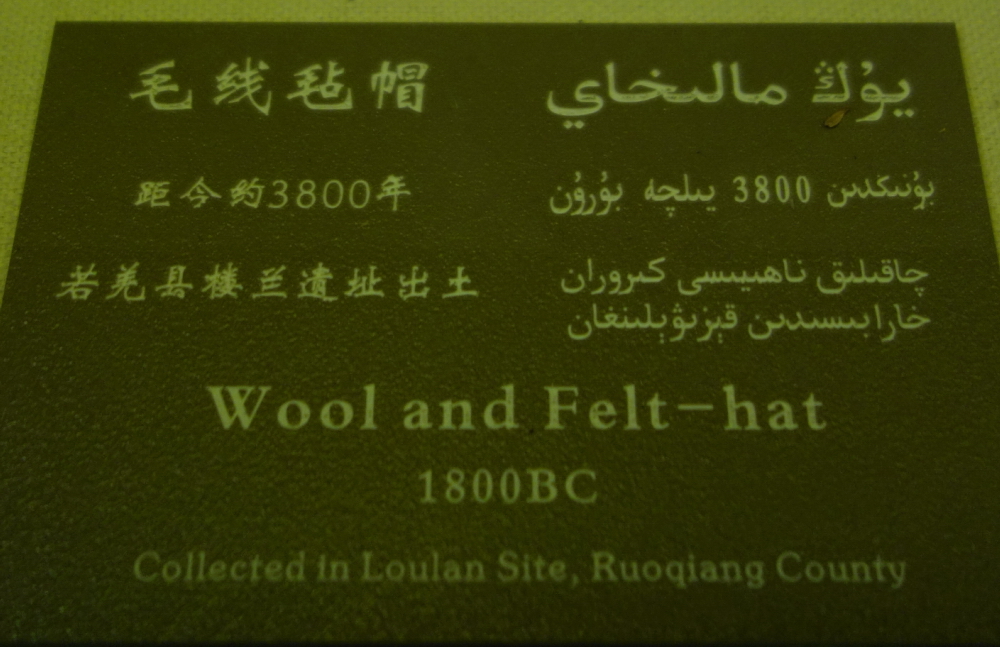 毛线毡帽
يۇڭ مالىخاي
距今约3800年
بۇنىڭدىن 3800 يىلچە بۇرۇن
若羌县楼兰遗址出土
چاقىلىق ناھىيىسى كىروران
خارابىسىدىن قېزىۋېلىنغان
Wool and Felt-hat
1800BC
Collected in Loulan Site, Ruoqiang County